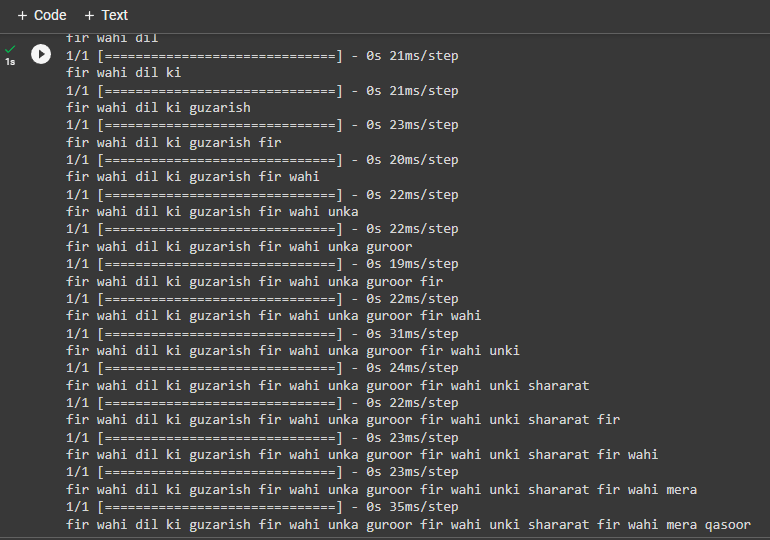 + Code + Text
fir wahi dil
1/1 [==============================] - 0s 21ms/step
1s
fir wahi dil ki
1/1 [==============================] - 0s 21ms/step
fir wahi dil ki guzarish
1/1 [==============================] - 0s 23ms/step
fir wahi dil ki guzarish fir
1/1 [==============================] - 0s 20ms/step
fir wahi dil ki guzarish fir wahi
1/1 [==============================] - 0s 22ms/step
fir wahi dil ki guzarish fir wahi unka
1/1 [==============================] - 0s 22ms/step
fir wahi dil ki guzarish fir wahi unka guroor
1/1 [==============================] - 0s 19ms/step
fir wahi dil ki guzarish fir wahi unka guroor fir
1/1 [==============================] - 0s 22ms/step
fir wahi dil ki guzarish fir wahi unka guroor fir wahi
1/1 [==============================] - 0s 31ms/step
fir wahi dil ki guzarish fir wahi unka guroor fir wahi unki
1/1 [==============================] - 0s 24ms/step
fir wahi dil ki guzarish fir wahi unka guroor fir wahi unki shararat
1/1 [==============================] - 0s 22ms/step
fir wahi dil ki guzarish fir wahi unka guroor fir wahi unki shararat fir
1/1 [==============================] - 0s 23ms/step
fir wahi dil ki guzarish fir wahi unka guroor fir wahi unki shararat fir wahi
1/1 [==============================] - 0s 23ms/step
fir wahi dil ki guzarish fir wahi unka guroor fir wahi unki shararat fir wahi mera
1/1 [==============================] - 0s 35ms/step
fir wahi dil ki guzarish fir wahi unka guroor fir wahi unki shararat fir wahi mera qasoor